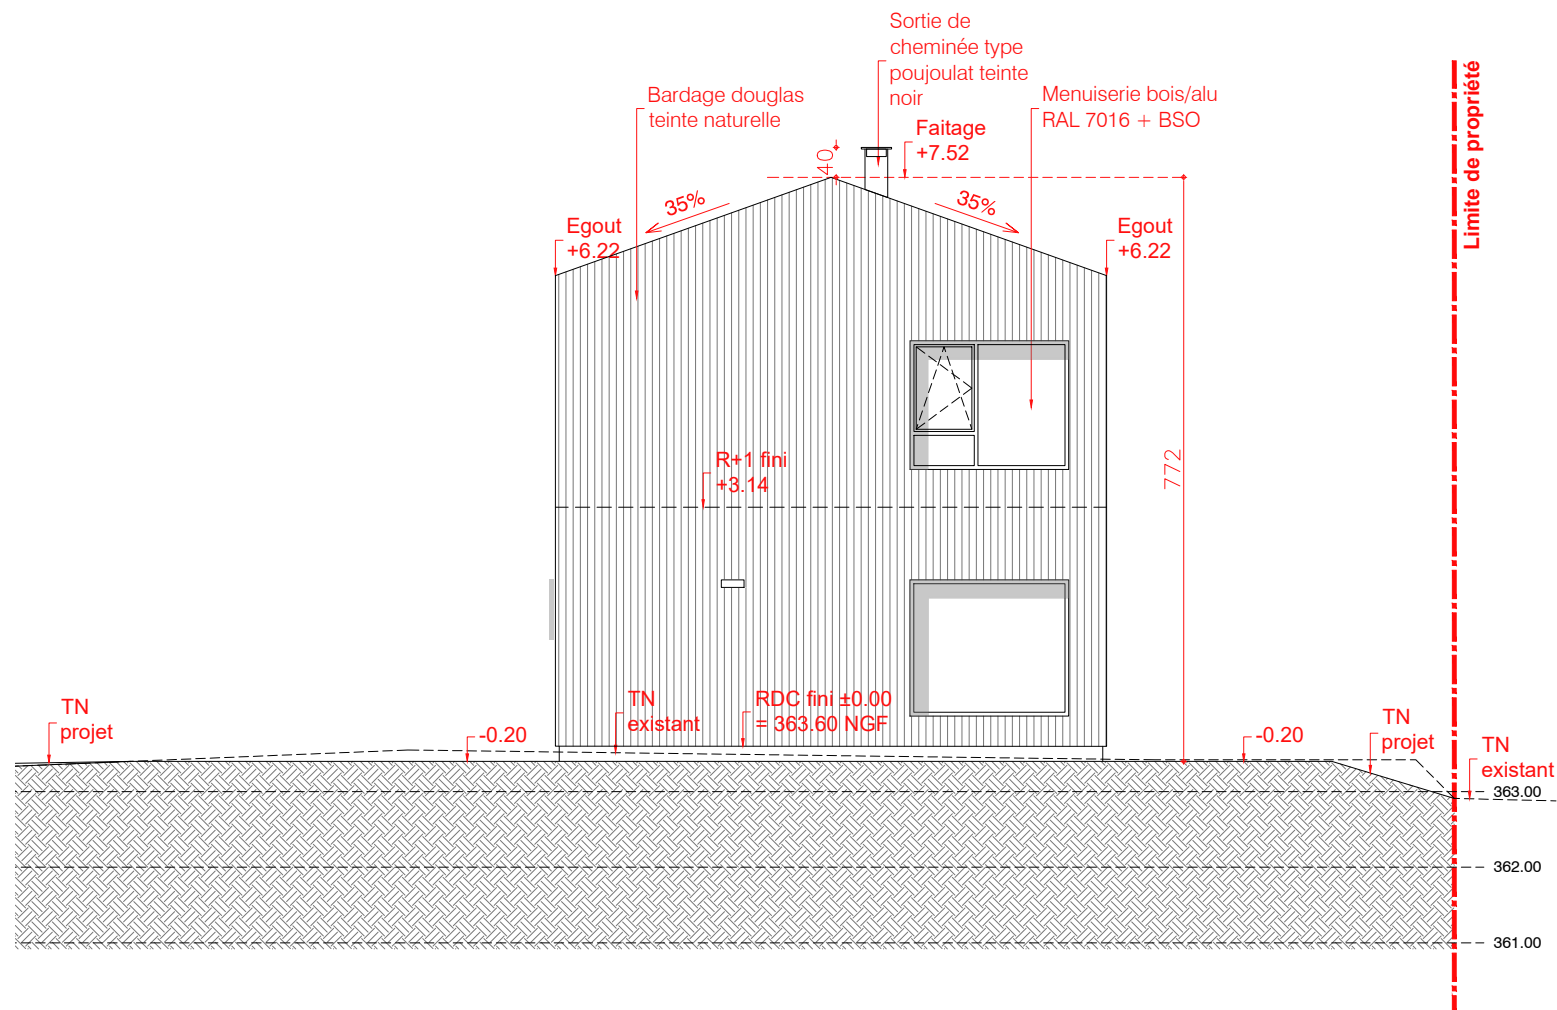 Sortie de
cheminée type
poujoulat teinte
noir
Bardage douglas
teinte naturelle
Menuiserie bois/alu
RAL 7016 + BSO
Limite de propriété
Faitage
+7.52
40
35%
35%
Egout
+6.22
Egout
+6.22
R+1 fini
+3.14
772
TN
projet
-0.20
TN
existant
RDC fini ±0.00
= 363.60 NGF
-0.20
TN
projet
TN
existant
363.00
362.00
361.00